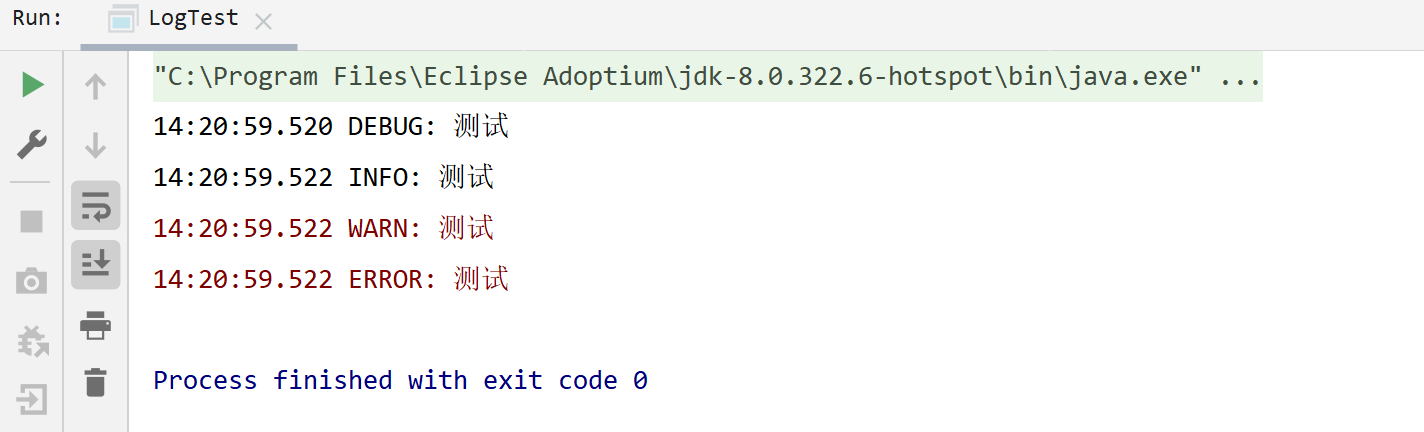 Run: LogTest
"C:\Program Files\Eclipse Adoptium\jdk-8.0.322.6-hotspot\bin\java.exe" ...
14:20:59.520 DEBUG: 测试
14:20:59.522 INFO: 测试
14:20:59.522 WARN: 测试
14:20:59.522 ERROR: 测试
Process finished with exit code 0